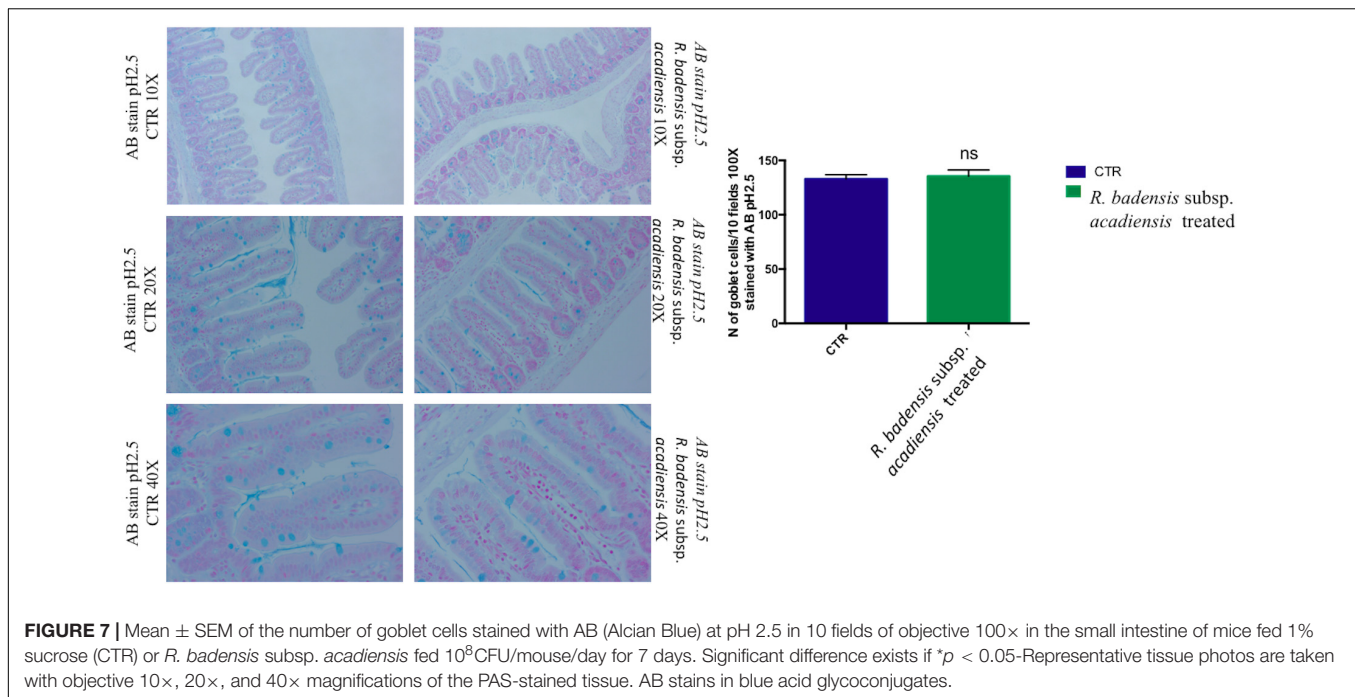 AB stain pH2.5
CTR 10X
AB stain pH2.5
R. badensis subsp.
acadiensis 10X
AB stain pH2.5
CTR 20X
AB stain pH2.5
R. badensis subsp.
acadiensis 20X
AB stain pH2.5
CTR 40X
AB stain pH2.5
R. badensis subsp.
acadiensis 40X
N of goblet cells/10 fields 100X
stained with AB pH2.5
150
100
50
0
ns
CTR
R. badensis subsp.
acadiensis treated
CTR
R. badensis subsp.
acadiensis treated
FIGURE 7 | Mean ± SEM of the number of goblet cells stained with AB (Alcian Blue) at pH 2.5 in 10 fields of objective 100× in the small intestine of mice fed 1%
sucrose (CTR) or R. badensis subsp. acadiensis fed 10⁸CFU/mouse/day for 7 days. Significant difference exists if *p < 0.05-Representative tissue photos are taken
with objective 10×, 20×, and 40× magnifications of the PAS-stained tissue. AB stains in blue acid glycoconjugates.